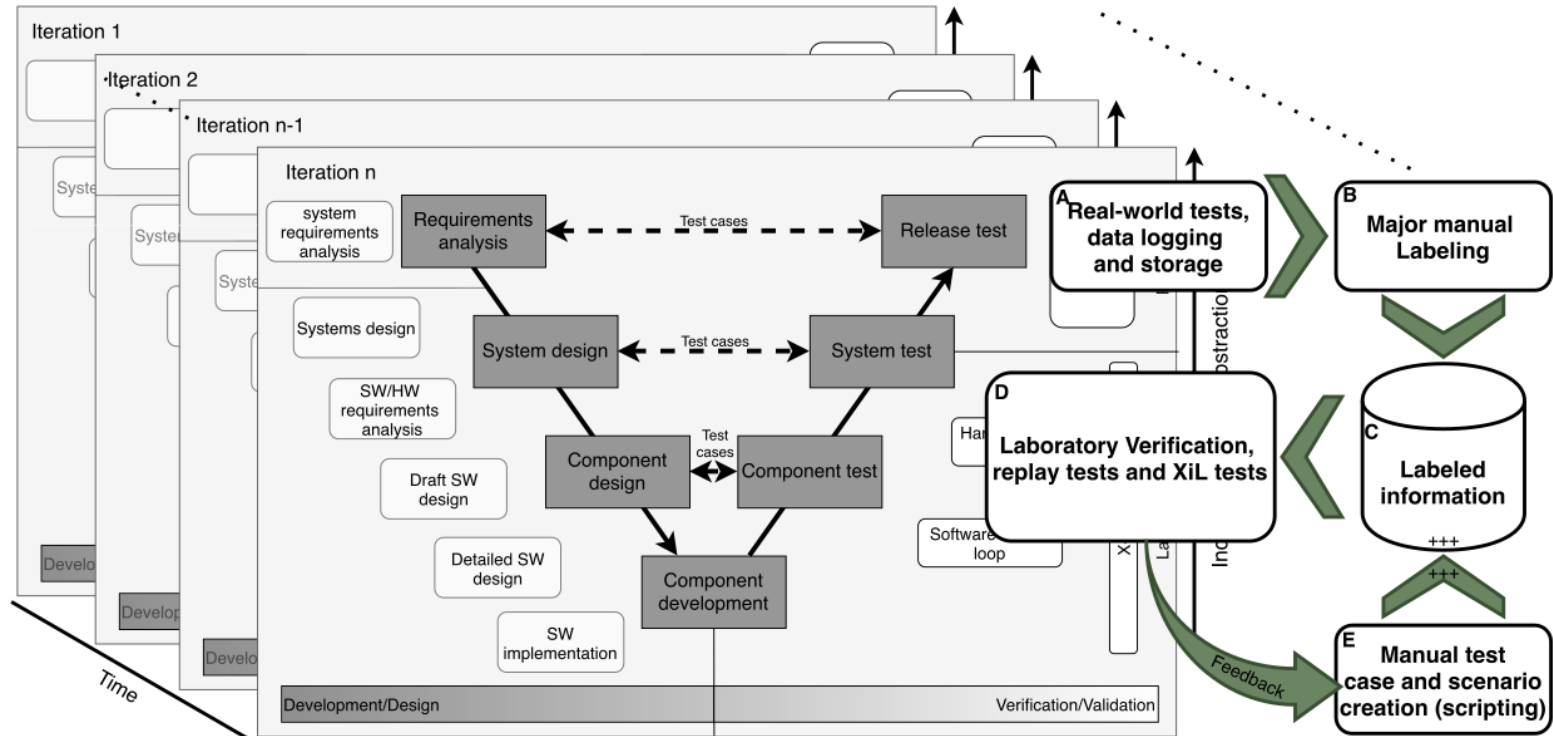 Iteration 1
Iteration 2
Iteration n-1
Iteration n
system
requirements
analysis
Requirements
analysis
Test cases
Release test
A
Real-world tests,
data logging
and storage
B
Major manual
Labeling
Systems design
System design
Test cases
System test
SW/HW
requirements
analysis
Component
design
Test
cases
Component test
D
Laboratory Verification,
replay tests and XiL tests
C
Labeled
information
+++
+++
Draft SW
design
Detailed SW
design
Software
loop
Component
development
SW
implementation
Feedback
E
Manual test
case and scenario
creation (scripting)
Development/Design
Verification/Validation
Time